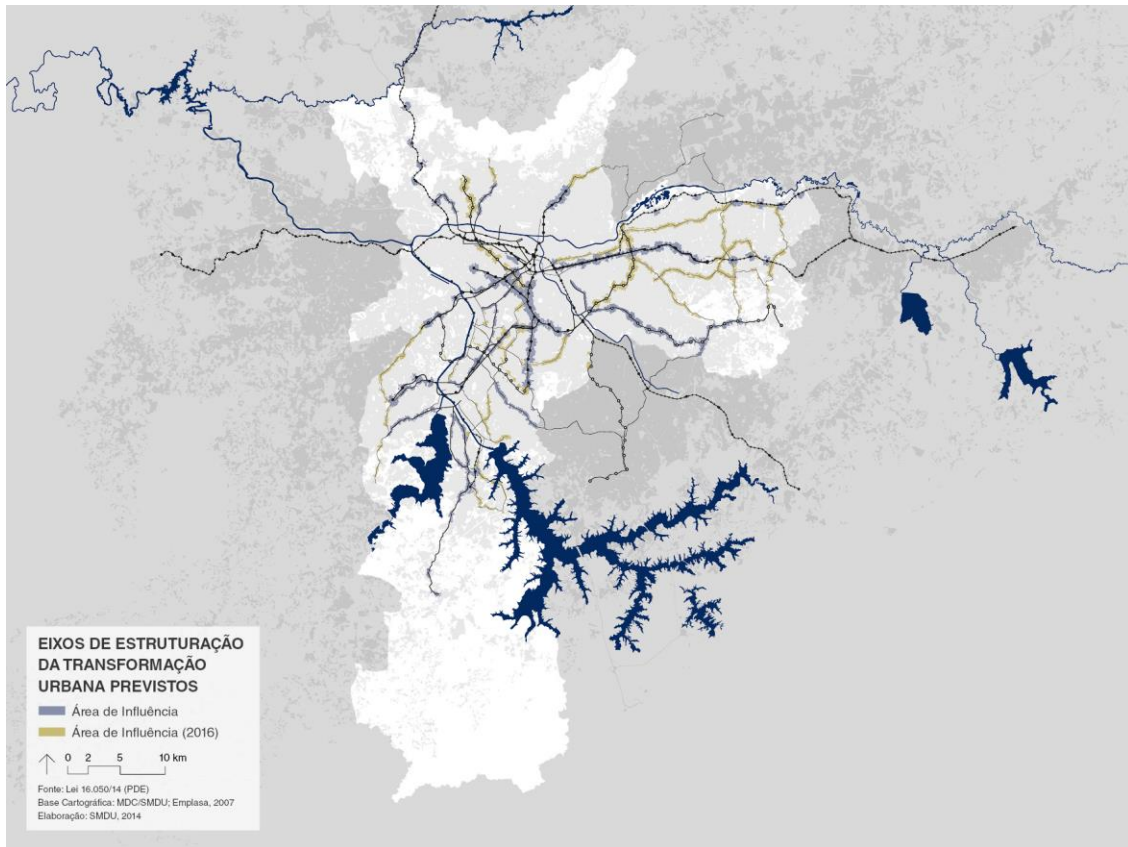 EIXOS DE ESTRUTURAÇÃO
DA TRANSFORMAÇÃO
URBANA PREVISTOS
Área de Influência
Área de Influência (2016)
0 2 5 10 km
Fonte: Lei 16.050/14 (PDE)
Base Cartográfica: MDC/SMDU; Emplasa, 2007
Elaboração: SMDU, 2014